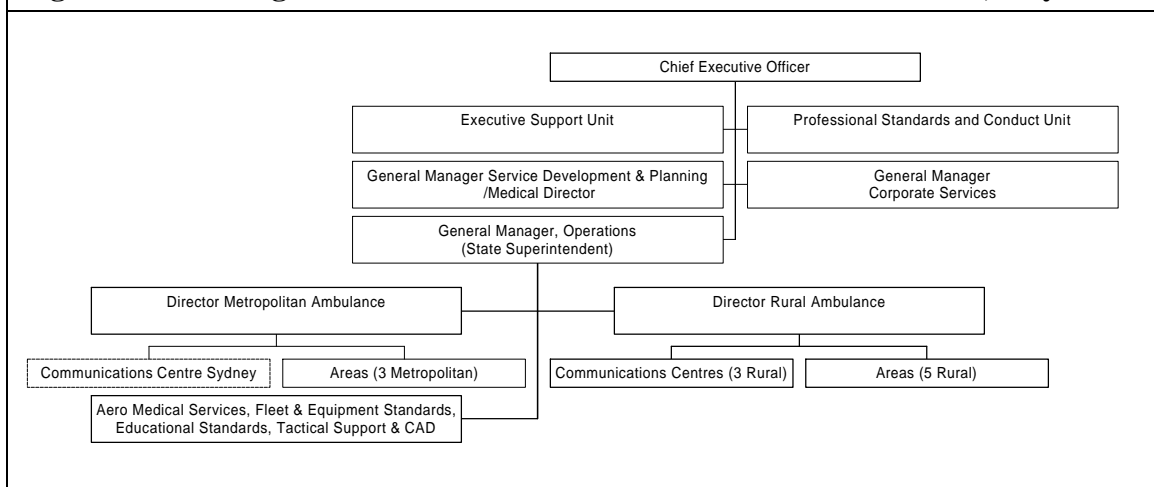 Chief Executive Officer
Executive Support Unit
Professional Standards and Conduct Unit
General Manager Service Development & Planning
/Medical Director
General Manager
Corporate Services
General Manager, Operations
(State Superintendent)
Director Metropolitan Ambulance
Director Rural Ambulance
Communications Centre Sydney
Areas (3 Metropolitan)
Communications Centres (3 Rural)
Areas (5 Rural)
Aero Medical Services, Fleet & Equipment Standards,
Educational Standards, Tactical Support & CAD